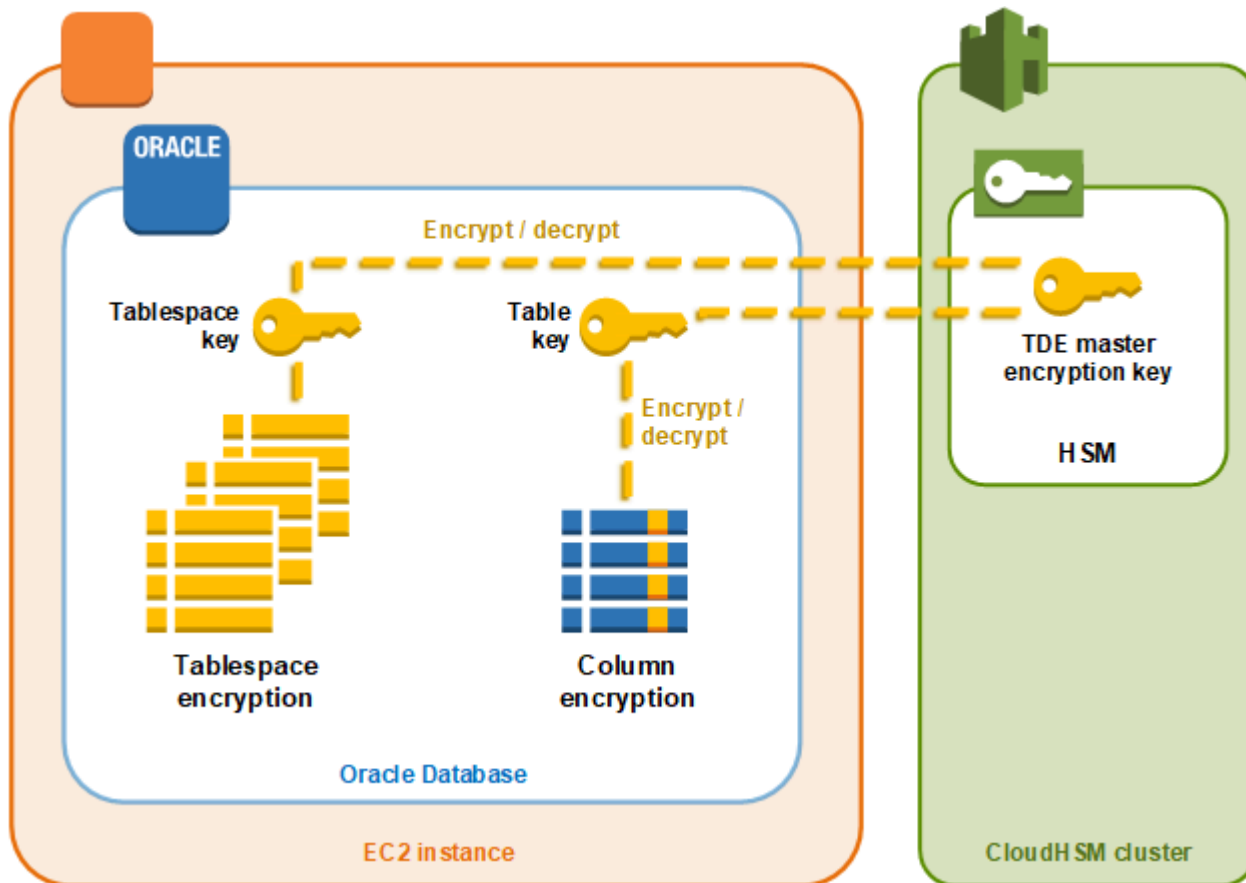 ORACLE
Encrypt / decrypt
Tablespace
key
Table
key
TDE master
encryption key
Encrypt /
decrypt
HSM
Tablespace
encryption
Column
encryption
Oracle Database
EC2 instance
CloudHSM cluster